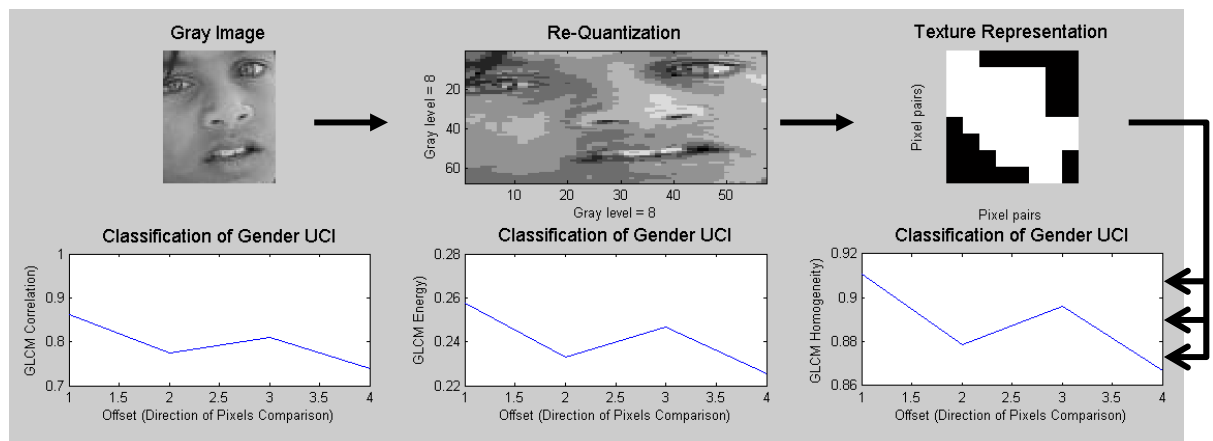 Gray Image
Re-Quantization
Texture Representation
Gray level = 8
20
40
60
10
20
30
40
50
Gray level = 8
Pixel pairs)
Pixel pairs
Classification of Gender UCI
GLCM Correlation)
1
0.9
0.8
0.7
1
1.5
2
2.5
3
3.5
4
Offset (Direction of Pixels Comparison)
Classification of Gender UCI
GLCM Energy)
0.28
0.26
0.24
0.22
1
1.5
2
2.5
3
3.5
4
Offset (Direction of Pixels Comparison)
Classification of Gender UCI
GLCM Homogeneity)
0.92
0.9
0.88
0.86
1
1.5
2
2.5
3
3.5
4
Offset (Direction of Pixels Comparison)